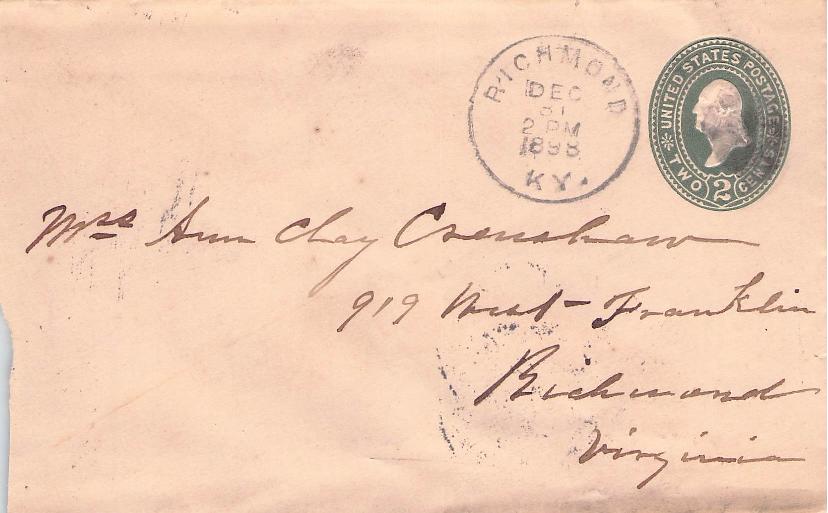 RICHMOND
DEC
31
2 PM
1898
KY.
UNITED STATES POSTAGE
TWO 2 CENTS
Mrs Ann Clay Crenshaw
919 West Franklin
Richmond
Virginia